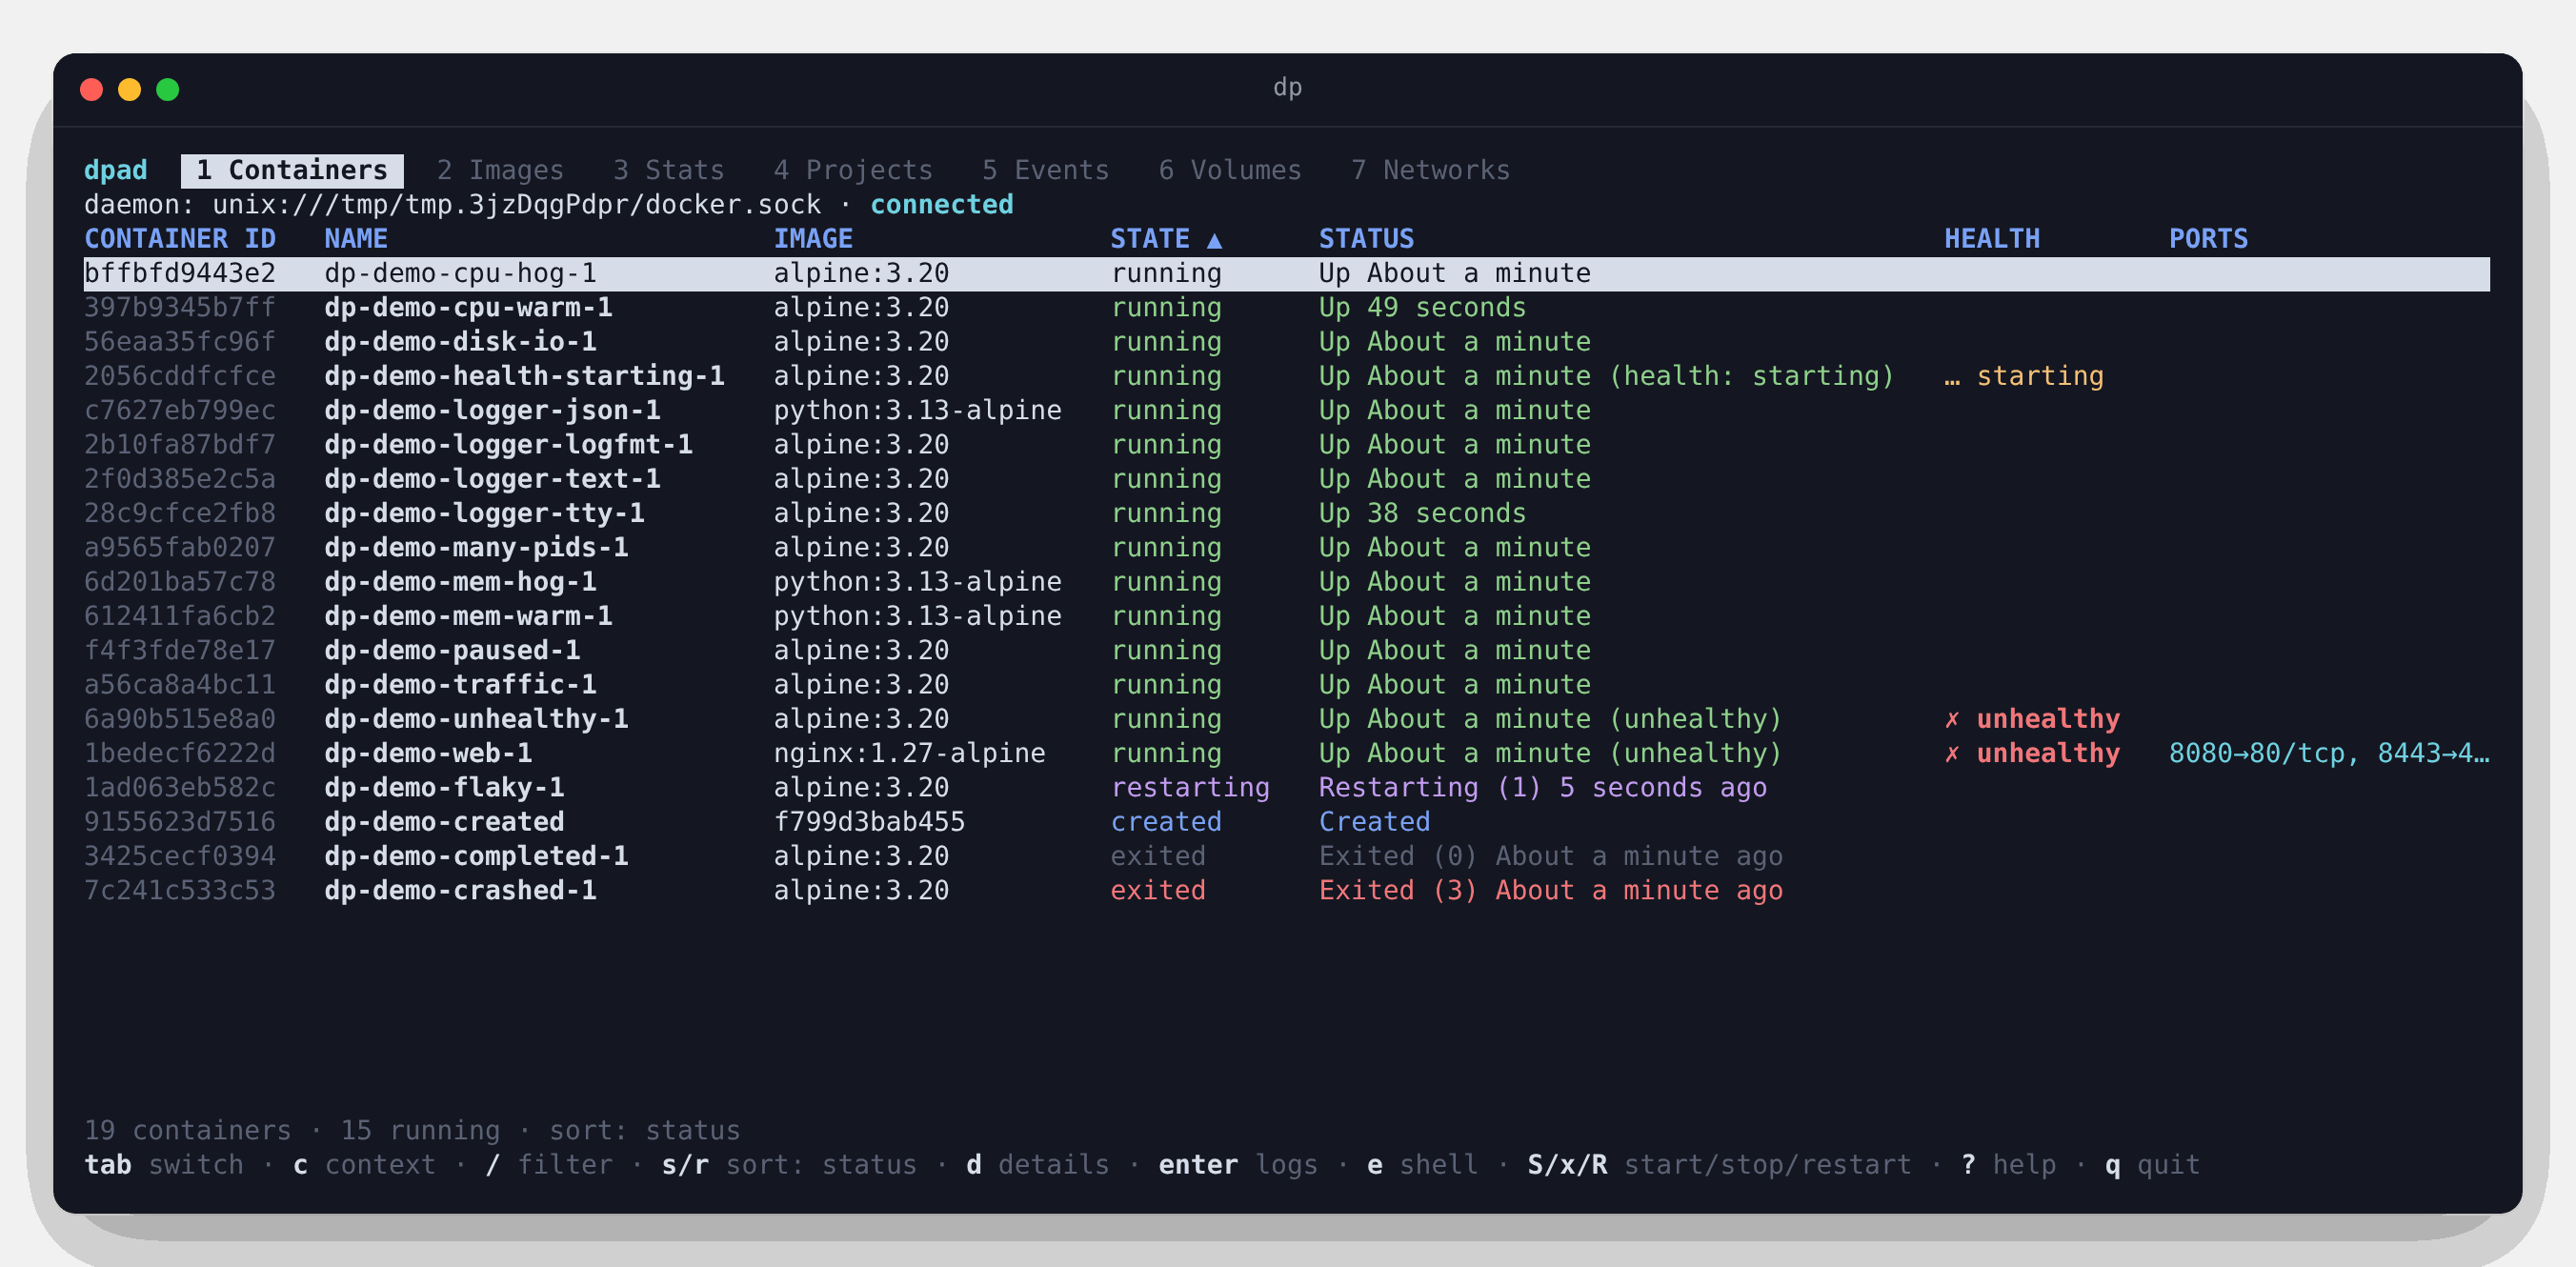 dp
dpad 1 Containers 2 Images 3 Stats 4 Projects 5 Events 6 Volumes 7 Networks
daemon: unix:///tmp/tmp.3jzDqgPdpr/docker.sock · connected
CONTAINER ID NAME IMAGE STATE ▲ STATUS HEALTH PORTS
bffbfd9443e2 dp-demo-cpu-hog-1 alpine:3.20 running Up About a minute
397b9345b7ff dp-demo-cpu-warm-1 alpine:3.20 running Up 49 seconds
56eaa35fc96f dp-demo-disk-io-1 alpine:3.20 running Up About a minute
2056cddfcfce dp-demo-health-starting-1 alpine:3.20 running Up About a minute (health: starting) … starting
c7627eb799ec dp-demo-logger-json-1 python:3.13-alpine running Up About a minute
2b10fa87bdf7 dp-demo-logger-logfmt-1 alpine:3.20 running Up About a minute
2f0d385e2c5a dp-demo-logger-text-1 alpine:3.20 running Up About a minute
28c9cfce2fb8 dp-demo-logger-tty-1 alpine:3.20 running Up 38 seconds
a9565fab0207 dp-demo-many-pids-1 alpine:3.20 running Up About a minute
6d201ba57c78 dp-demo-mem-hog-1 python:3.13-alpine running Up About a minute
612411fa6cb2 dp-demo-mem-warm-1 python:3.13-alpine running Up About a minute
f4f3fde78e17 dp-demo-paused-1 alpine:3.20 running Up About a minute
a56ca8a4bc11 dp-demo-traffic-1 alpine:3.20 running Up About a minute
6a90b515e8a0 dp-demo-unhealthy-1 alpine:3.20 running Up About a minute (unhealthy) ✗ unhealthy
1bedecf6222d dp-demo-web-1 nginx:1.27-alpine running Up About a minute (unhealthy) ✗ unhealthy 8080→80/tcp, 8443→4…
1ad063eb582c dp-demo-flaky-1 alpine:3.20 restarting Restarting (1) 5 seconds ago
9155623d7516 dp-demo-created f799d3bab455 created Created
3425cecf0394 dp-demo-completed-1 alpine:3.20 exited Exited (0) About a minute ago
7c241c533c53 dp-demo-crashed-1 alpine:3.20 exited Exited (3) About a minute ago
19 containers · 15 running · sort: status
tab switch · c context · / filter · s/r sort: status · d details · enter logs · e shell · S/x/R start/stop/restart · ? help · q quit